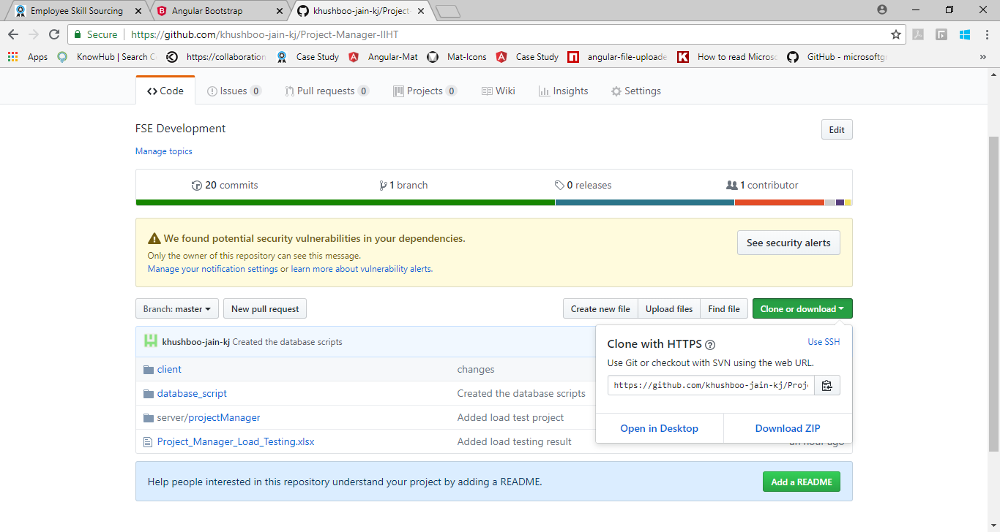 Employee Skill Sourcing
Angular Bootstrap
khushboo-jain-kj/Project-
Secure
https://github.com/khushboo-jain-kj/Project-Manager-IIHT
Apps
KnowHub | Search
https://collaboration
Case Study
Angular-Mat
Mat-Icons
Case Study
angular-file-uploade
How to read Micros
GitHub - microsoftg
»
Code
Issues 0
Pull requests 0
Projects 0
Wiki
Insights
Settings
FSE Development
Edit
Manage topics
20 commits
1 branch
0 releases
1 contributor
We found potential security vulnerabilities in your dependencies.
Only the owner of this repository can see this message.
Manage your notification settings or learn more about vulnerability alerts.
See security alerts
Branch: master
New pull request
Create new file
Upload files
Find file
Clone or download
khushboo-jain-kj Created the database scripts
client
changes
database_script
Created the database scripts
server/projectManager
Added load test project
Project_Manager_Load_Testing.xlsx
Added load testing result
an hour ago
Clone with HTTPS
Use SSH
Use Git or checkout with SVN using the web URL.
https://github.com/khushboo-jain-kj/Proj
Open in Desktop
Download ZIP
Help people interested in this repository understand your project by adding a README.
Add a README